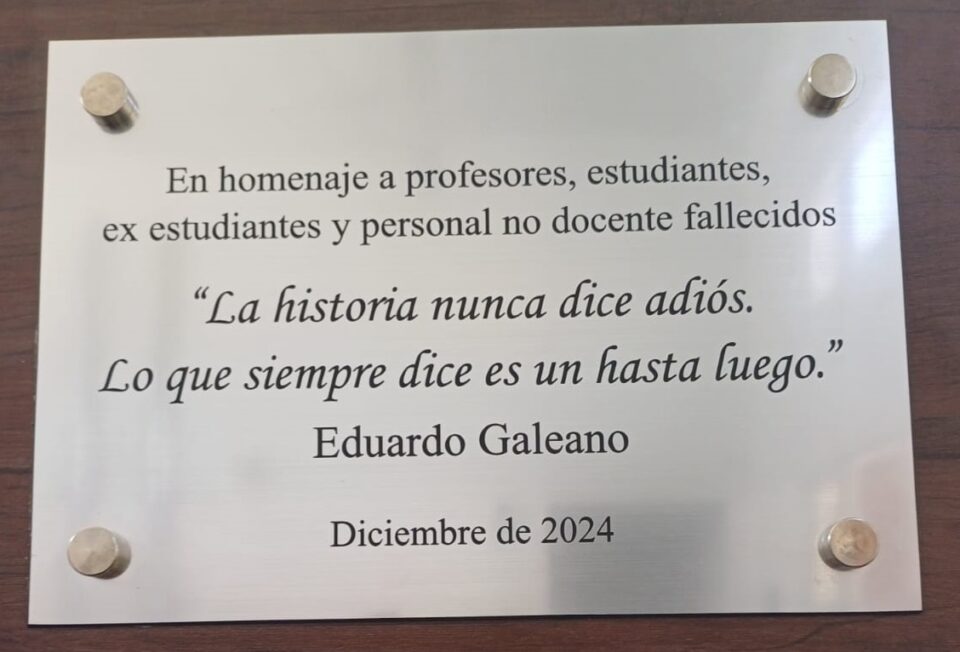 En homenaje a profesores, estudiantes,
ex estudiantes y personal no docente fallecidos
“La historia nunca dice adiós.
Lo que siempre dice es un hasta luego.”
Eduardo Galeano
Diciembre de 2024